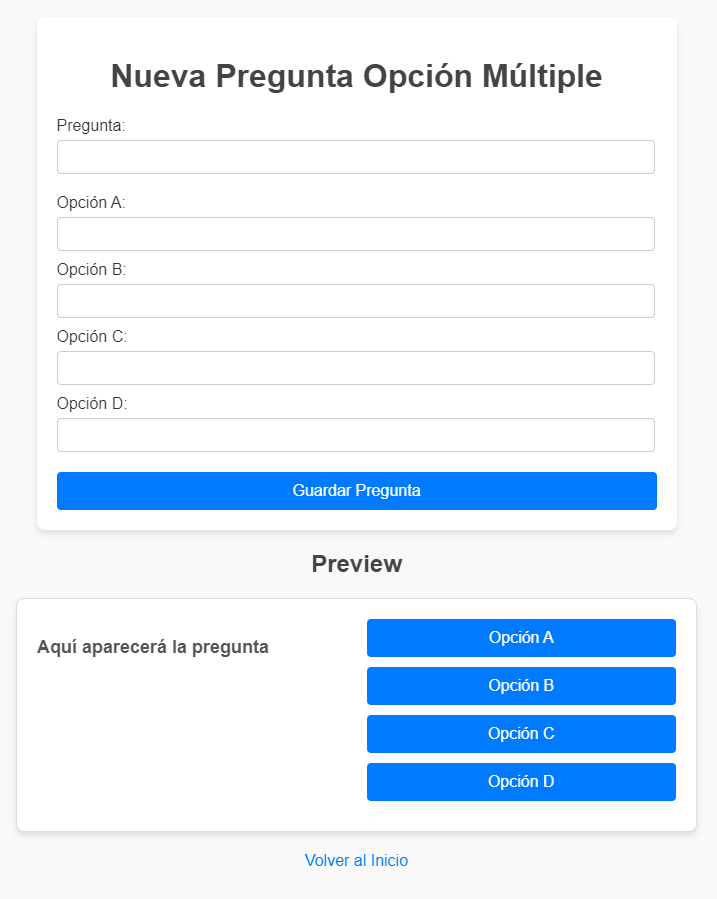 Nueva Pregunta Opción Múltiple
Pregunta:
Opción A:
Opción B:
Opción C:
Opción D:
Guardar Pregunta
Preview
Aquí aparecerá la pregunta
Opción A
Opción B
Opción C
Opción D
Volver al Inicio